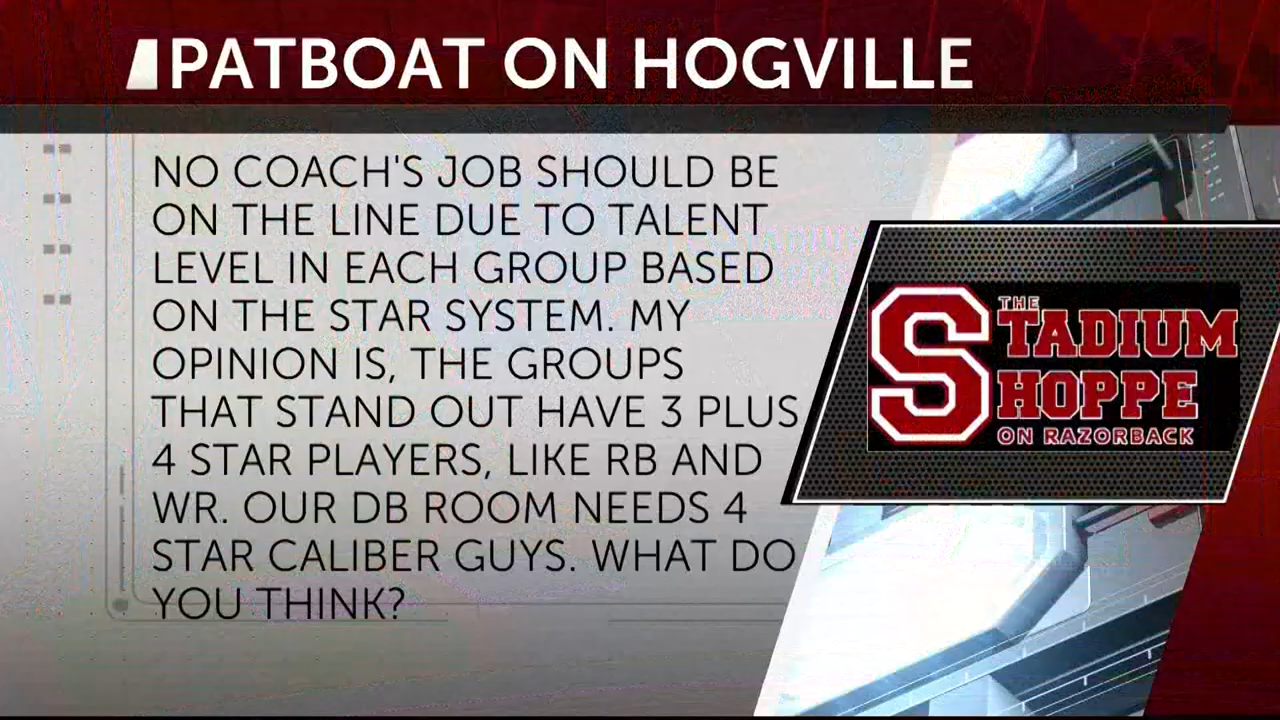 PATBOAT ON HOGVILLE
NO COACH'S JOB SHOULD BE
ON THE LINE DUE TO TALENT
LEVEL IN EACH GROUP BASED
ON THE STAR SYSTEM. MY
OPINION IS, THE GROUPS
THAT STAND OUT HAVE 3 PLUS
4 STAR PLAYERS, LIKE RB AND
WR. OUR DB ROOM NEEDS 4
STAR CALIBER GUYS. WHAT DO
YOU THINK?
THE
STADIUM
SHOPPE
ON RAZORBACK